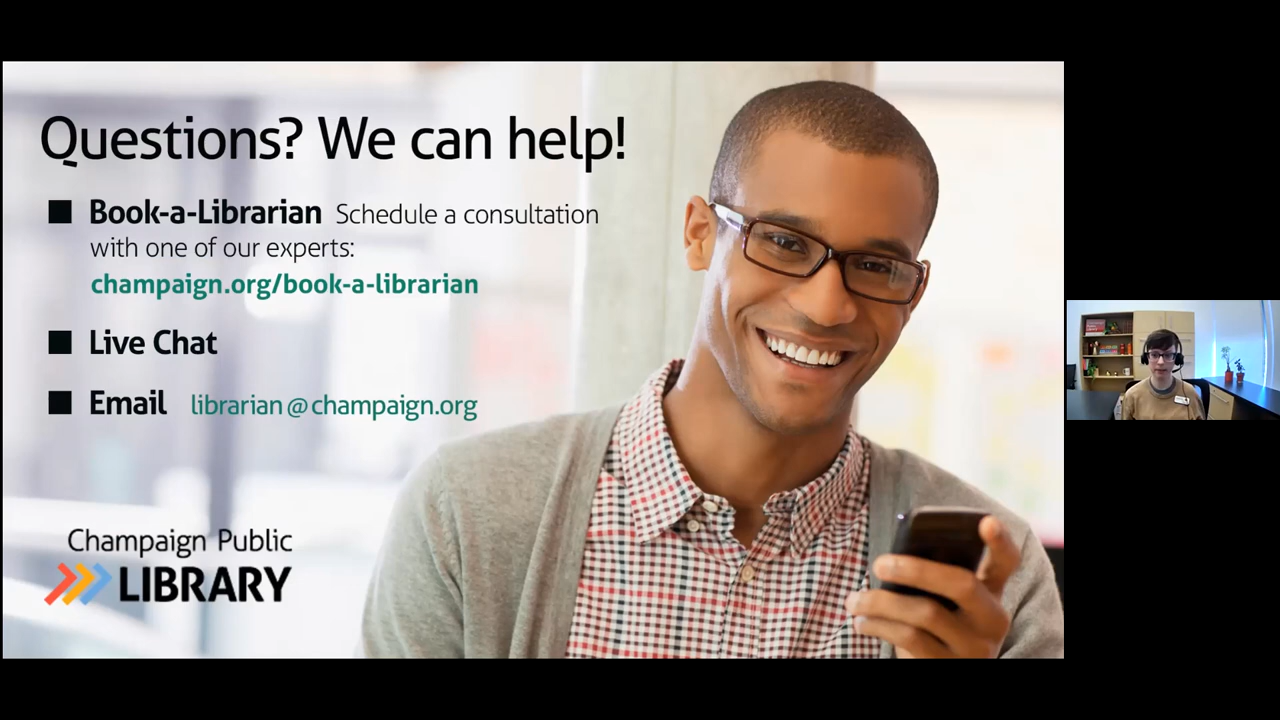 Questions? We can help!
Book-a-Librarian Schedule a consultation
with one of our experts:
champaign.org/book-a-librarian
Live Chat
Email librarian@champaign.org
Champaign Public
LIBRARY